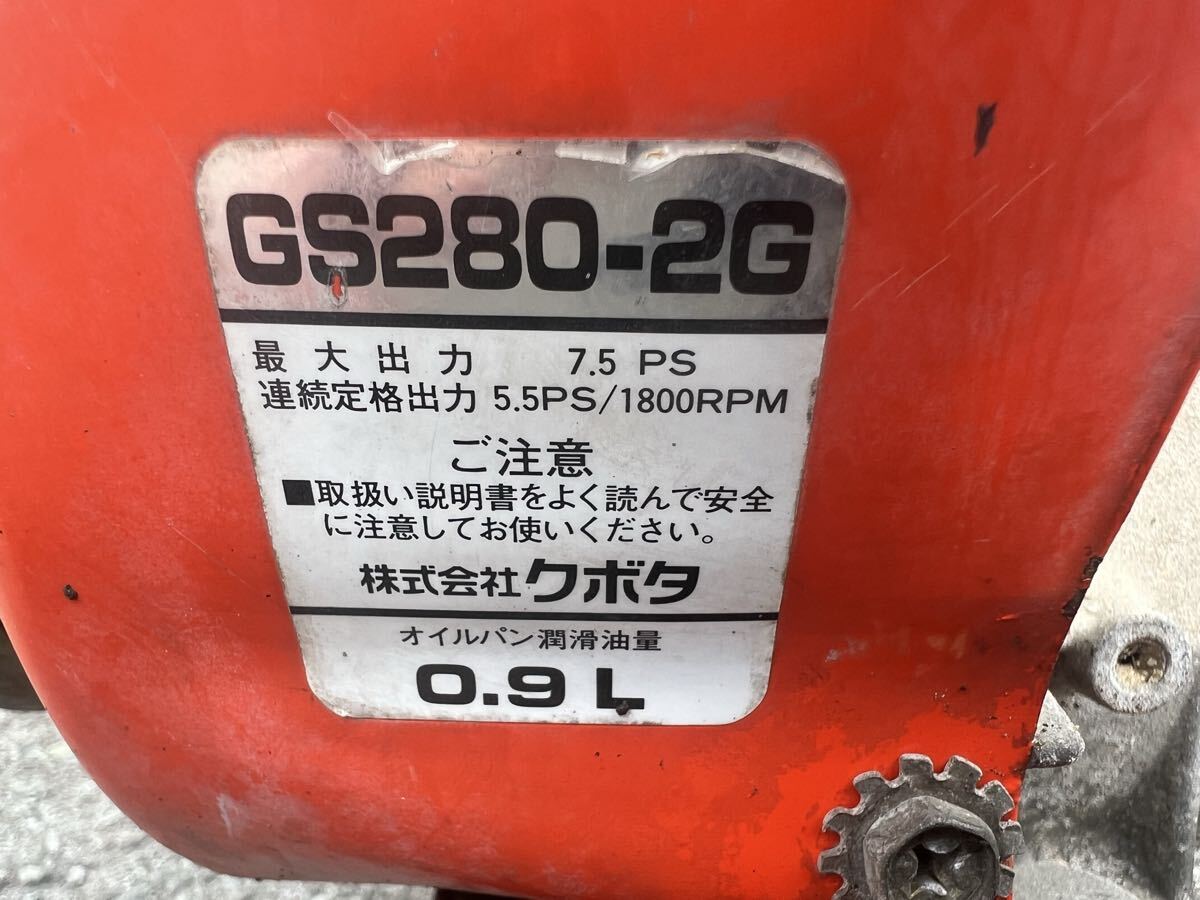 GS280-2G
最大出力 7.5 PS
連続定格出力 5.5PS/1800RPM
ご注意
■取扱い説明書をよく読んで安全
に注意してお使いください。
株式会社クボタ
オイルパン潤滑油量
0.9 L